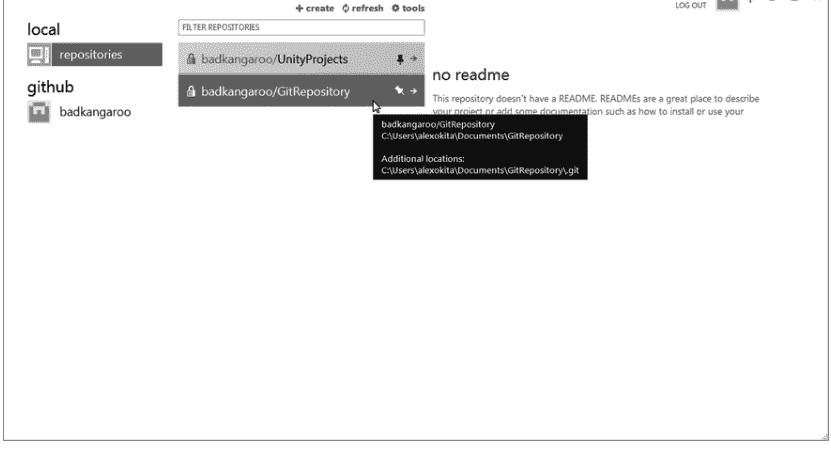 + create refresh tools
LOG OUT
local
repositories
github
badkangaroo
FILTER REPOSITORIES
badkangaroo/UnityProjects
badkangaroo/GitRepository
no readme
This repository doesn't have a README. READMEs are a great place to describe
your project or add some documentation such as how to install or use your
badkangaroo/GitRepository
C:\Users\alexokita\Documents\GitRepository
Additional locations:
C:\Users\alexokita\Documents\GitRepository\.git